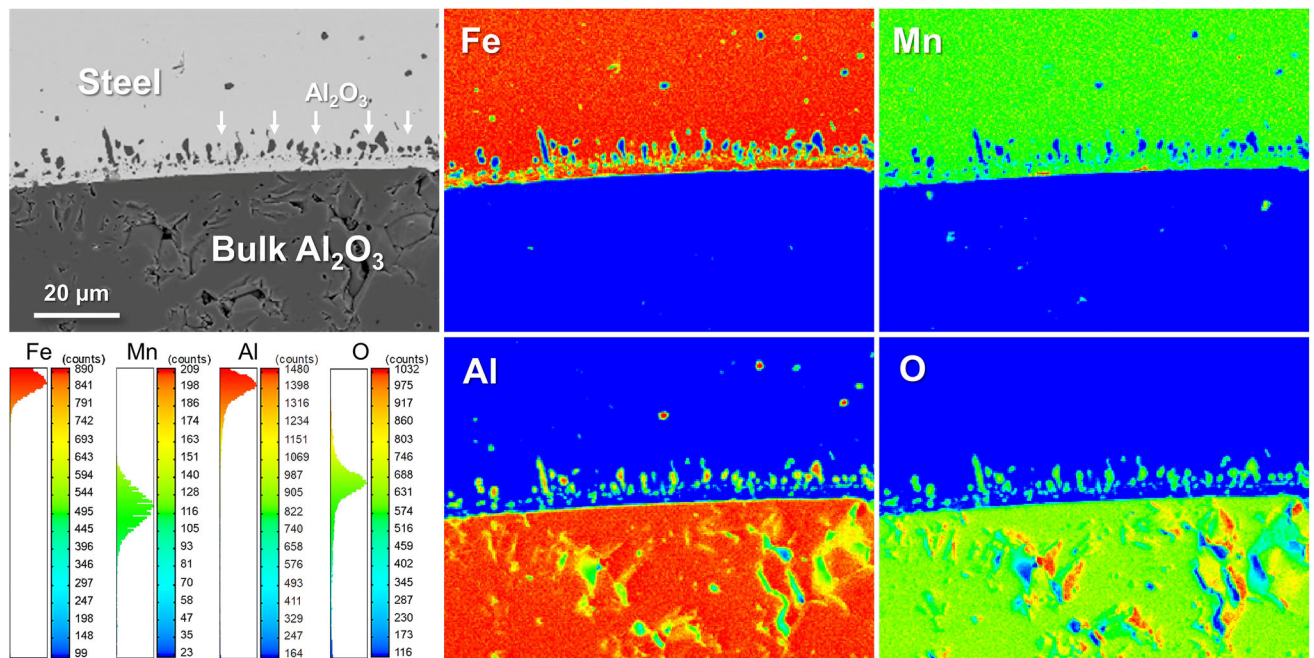 Steel
Al₂O₃
Bulk Al₂O₃
20 µm
Fe
Mn
Al
O
Fe (counts) Mn (counts) Al (counts) O (counts)
890 209 1480 1032
841 198 1398 975
791 186 1316 917
742 174 1234 860
693 163 1151 803
643 151 1069 746
594 140 987 688
544 128 905 631
495 116 822 574
445 105 740 516
396 93 658 459
346 81 576 402
297 70 493 345
247 58 411 287
198 47 329 230
148 35 247 173
99 23 164 116